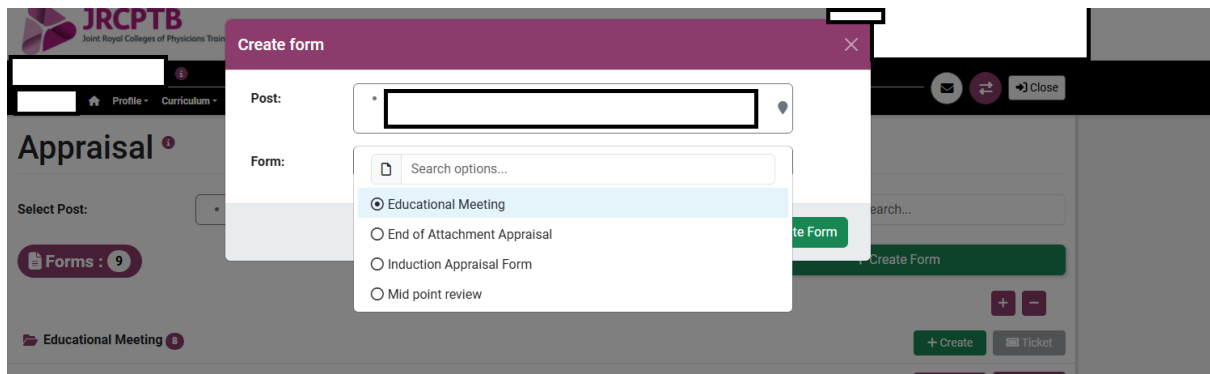 JRCPTB
Joint Royal Colleges of Physicians Train
Create form
Profile
Curriculum
Close
Post:
Appraisal
Form:
Search options...
Select Post:
Educational Meeting
earch...
End of Attachment Appraisal
te Form
Forms : 9
Induction Appraisal Form
Create Form
Mid point review
+ -
Educational Meeting 8
+ Create
Ticket